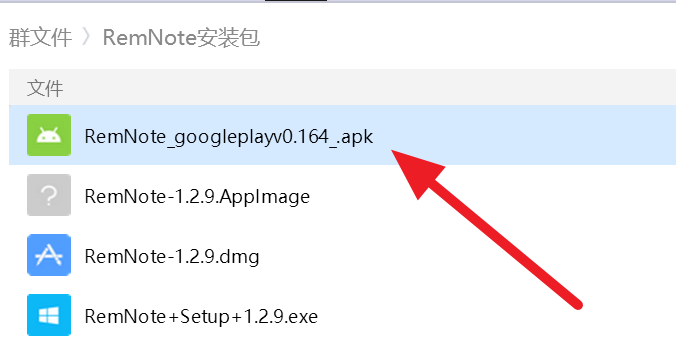 群文件 〉RemNote安装包
文件
RemNote_googleplayv0.164_.apk
RemNote-1.2.9.AppImage
RemNote-1.2.9.dmg
RemNote+Setup+1.2.9.exe